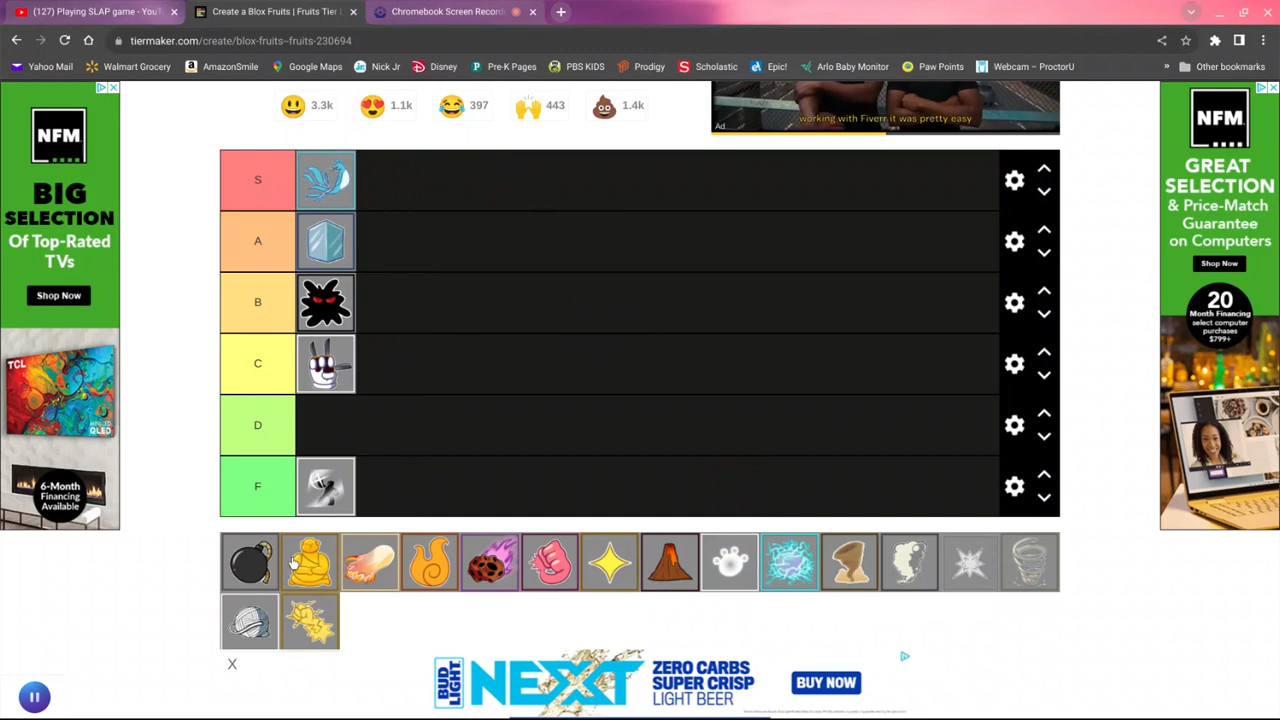 (127) Playing SLAP game - YouT
Create a Blox Fruits | Fruits Tier L
Chromebook Screen Record
tiermaker.com/create/blox-fruits--fruits-230694
Yahoo Mail
Walmart Grocery
AmazonSmile
Google Maps
Nick Jr
Disney
Pre-K Pages
PBS KIDS
Prodigy
Scholastic
Epic!
Arlo Baby Monitor
Paw Points
Webcam – ProctorU
»
Other bookmarks
3.3k
1.1k
397
443
1.4k
working with Fiverr it was pretty easy
Ad
NFM
BIG
SELECTION
Of Top-Rated
TVs
Shop Now
TCL
QLED
6-Month
Financing
Available
S
A
B
C
D
F
NFM
GREAT
SELECTION
& Price-Match
Guarantee
on Computers
Shop Now
20
Month Financing
select computer
purchases
$799+
X
BUD
LIGHT
NEXT
ZERO CARBS
SUPER CRISP
LIGHT BEER
BUY NOW